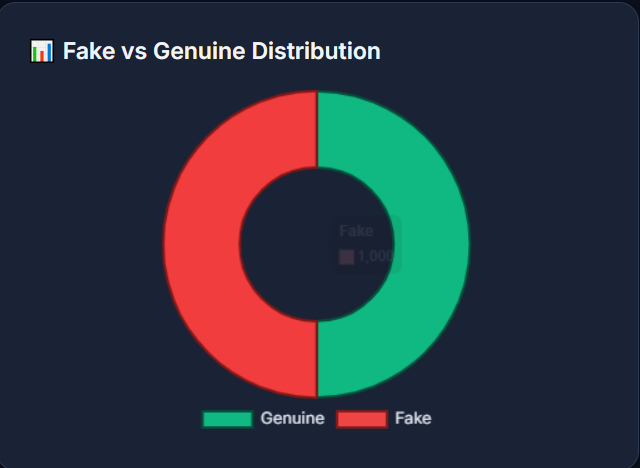 Fake vs Genuine Distribution
Fake
1,000
Genuine Fake